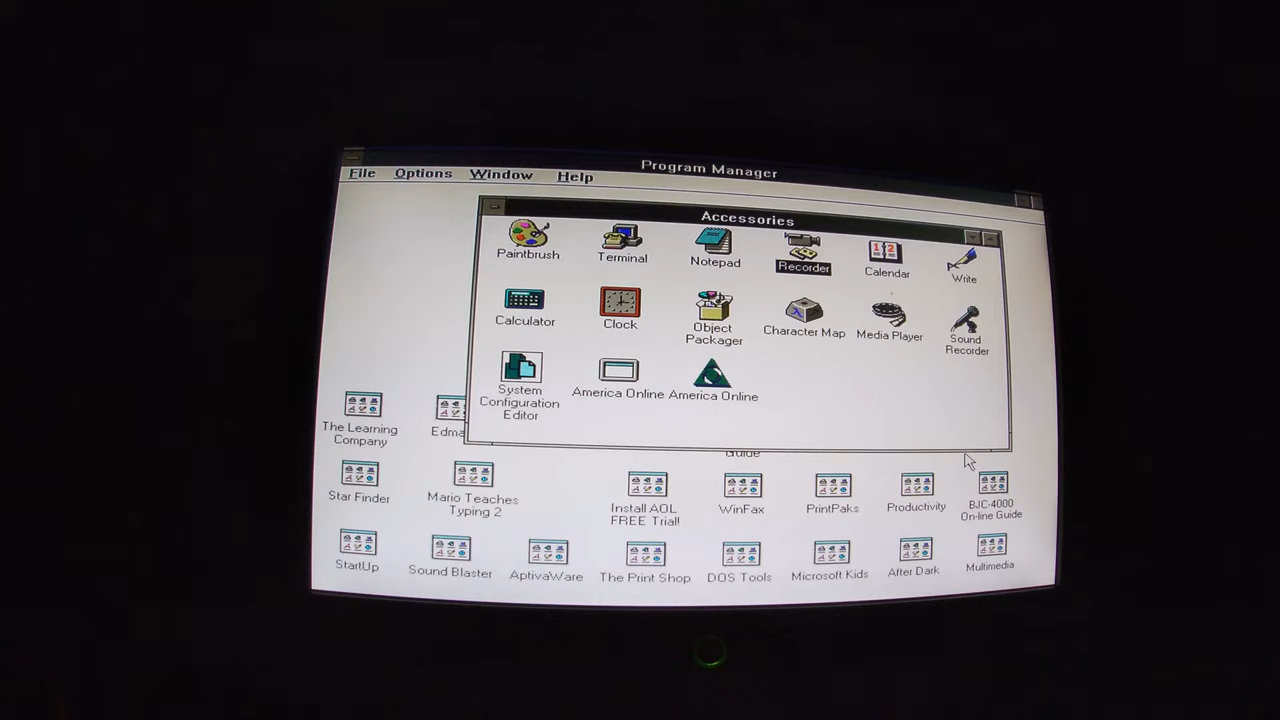 Program Manager
File Options Window Help
Accessories
Paintbrush
Terminal
Notepad
Recorder
Calendar
Write
Calculator
Clock
Object
Packager
Character Map
Media Player
Sound
Recorder
System
Configuration
Editor
America Online
America Online
The Learning
Company
Edma
Guide
Star Finder
Mario Teaches
Typing 2
Install AOL
FREE Trial!
WinFax
PrintPaks
Productivity
BJC-4000
On-line Guide
StartUp
Sound Blaster
AptivaWare
The Print Shop
DOS Tools
Microsoft Kids
After Dark
Multimedia